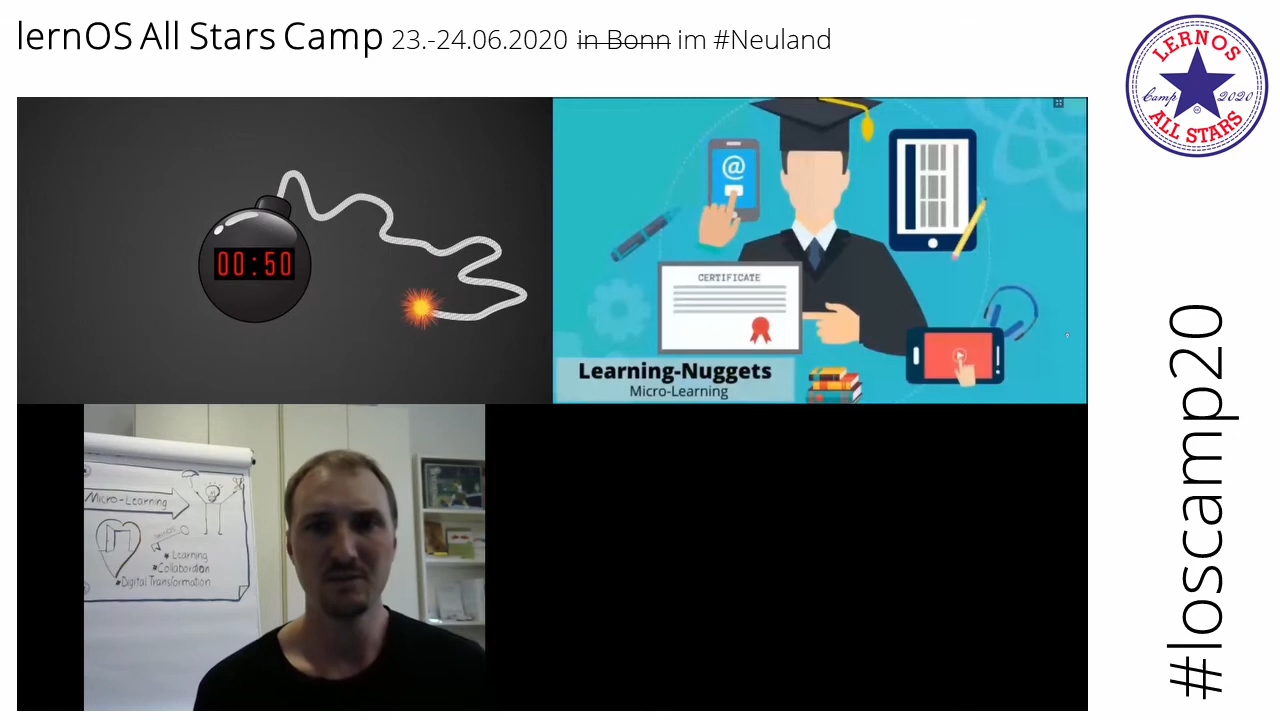 lernOS All Stars Camp 23.-24.06.2020 in Bonn im #Neuland
LERNOS
Camp 2020
ALL STARS
00:50
@
CERTIFICATE
Learning-Nuggets
Micro-Learning
Micro-Learning
* Learning
* Collaboration
* Digital Transformation
#loscamp20